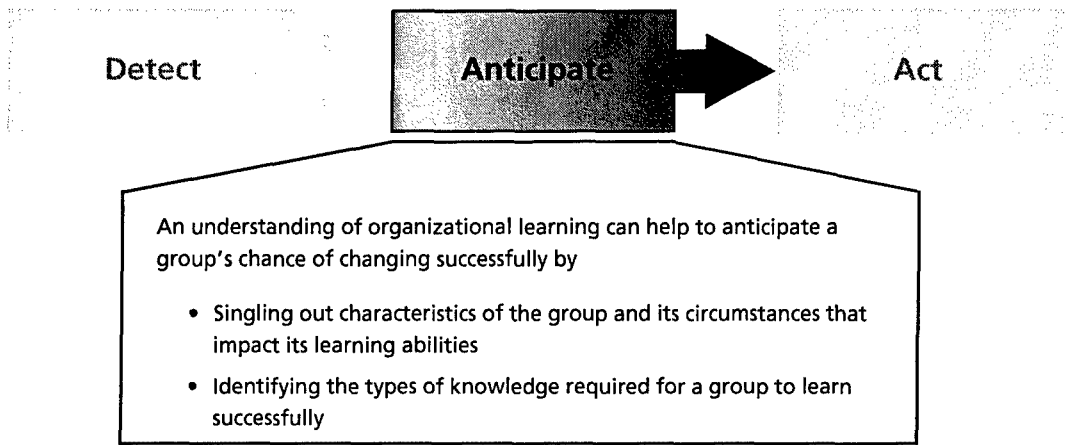 Detect Anticipate Act
An understanding of organizational learning can help to anticipate a
group's chance of changing successfully by
• Singling out characteristics of the group and its circumstances that
impact its learning abilities
• Identifying the types of knowledge required for a group to learn
successfully